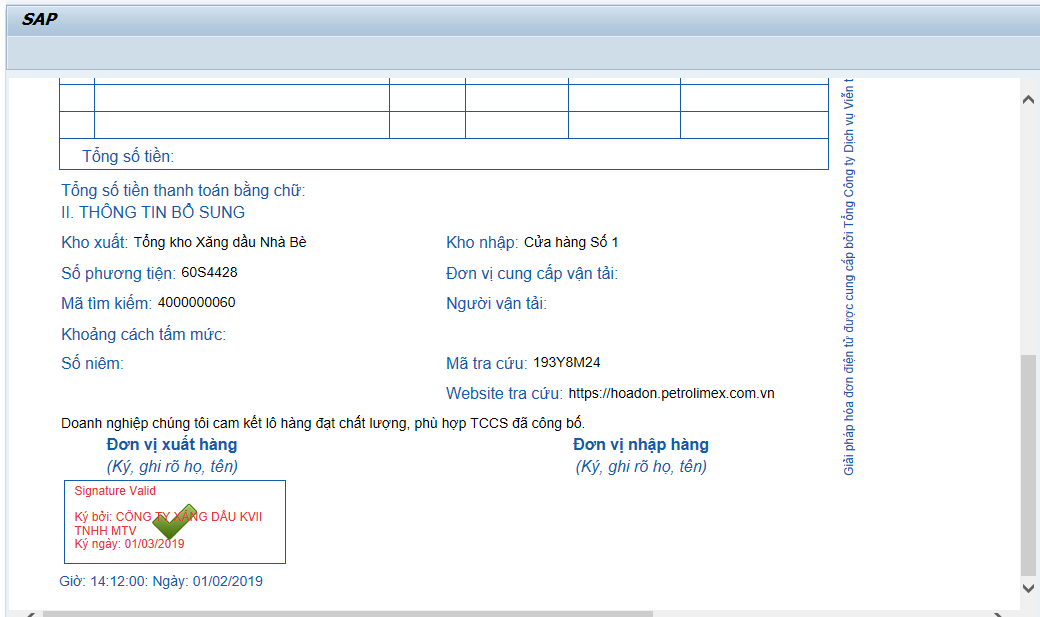 SAP
Tổng số tiền:
Tổng số tiền thanh toán bằng chữ:
II. THÔNG TIN BỔ SUNG
Kho xuất: Tổng kho Xăng dầu Nhà Bè
Kho nhập: Cửa hàng Số 1
Số phương tiện: 60S4428
Đơn vị cung cấp vận tải:
Mã tìm kiếm: 4000000060
Người vận tải:
Khoảng cách tấm mức:
Số niêm:
Mã tra cứu: 193Y8M24
Website tra cứu: https://hoadon.petrolimex.com.vn
Doanh nghiệp chúng tôi cam kết lô hàng đạt chất lượng, phù hợp TCCS đã công bố.
Đơn vị xuất hàng
(Ký, ghi rõ họ, tên)
Đơn vị nhập hàng
(Ký, ghi rõ họ, tên)
Signature Valid
Ký bởi: CÔNG TY XĂNG DẦU KVII
TNHH MTV
Ký ngày: 01/03/2019
Giờ: 14:12:00: Ngày: 01/02/2019
Giải pháp hóa đơn điện tử được cung cấp bởi Tổng Công ty Dịch vụ Viễn